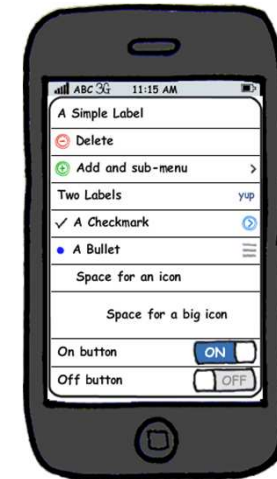 ABC 3G 11:15 AM
A Simple Label
Delete
Add and sub-menu
Two Labels yup
A Checkmark
A Bullet
Space for an icon
Space for a big icon
On button ON
Off button OFF